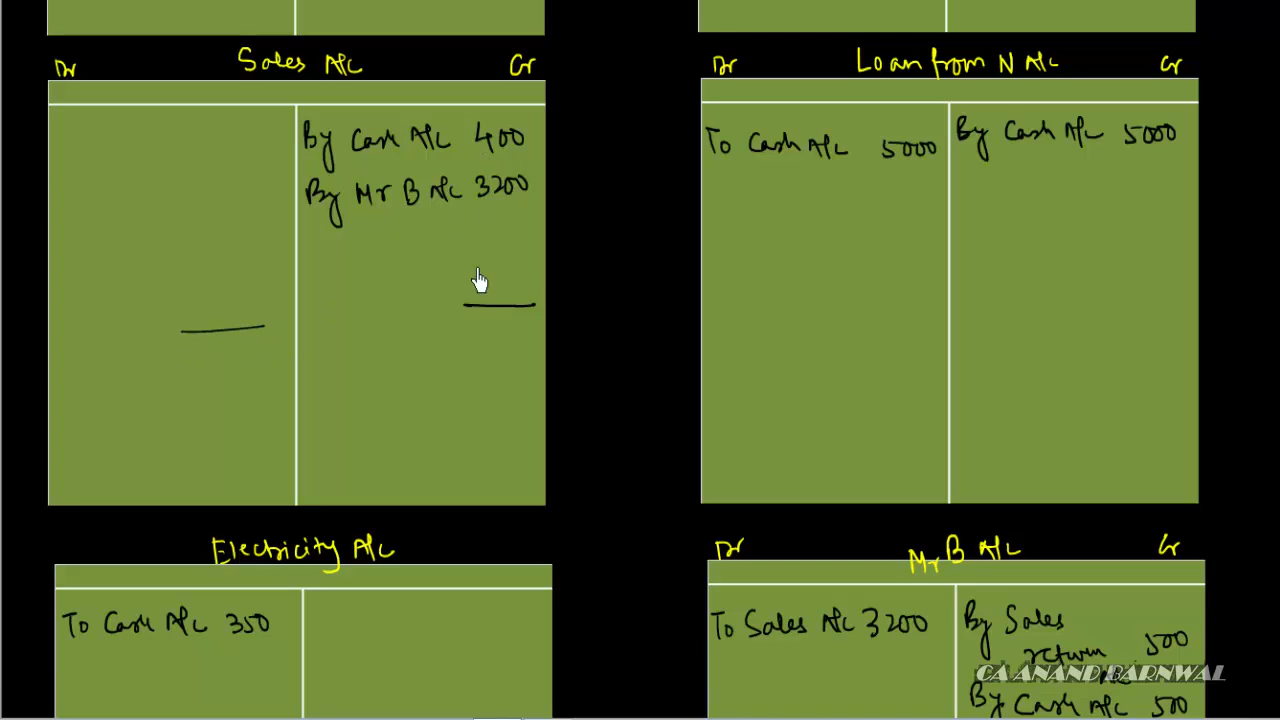 Dr Sales A/c Cr
By Cash A/c 400
By Mr B A/c 3200
Dr Loan from N A/c Cr
To Cash A/c 5000
By Cash A/c 5000
Electricity A/c
To Cash A/c 350
Dr Mr B A/c Cr
To Sales A/c 3200
By Sales
return 500
A/c
By Cash A/c 500
CA ANAND BARNWAL